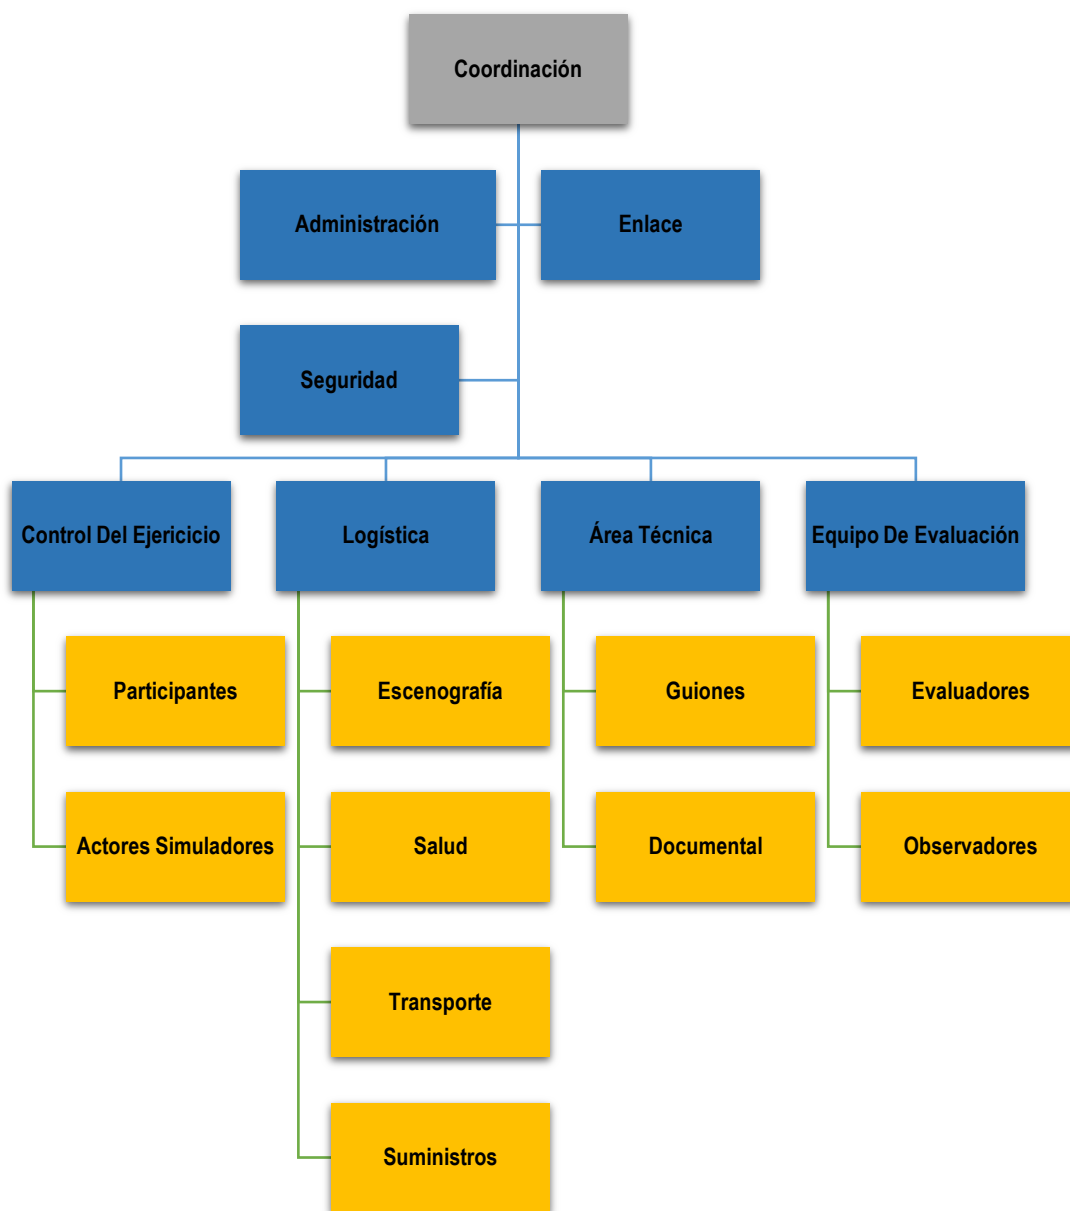 Coordinación
Administración
Enlace
Seguridad
Control Del Ejericicio
Logística
Área Técnica
Equipo De Evaluación
Participantes
Escenografía
Guiones
Evaluadores
Actores Simuladores
Salud
Documental
Observadores
Transporte
Suministros